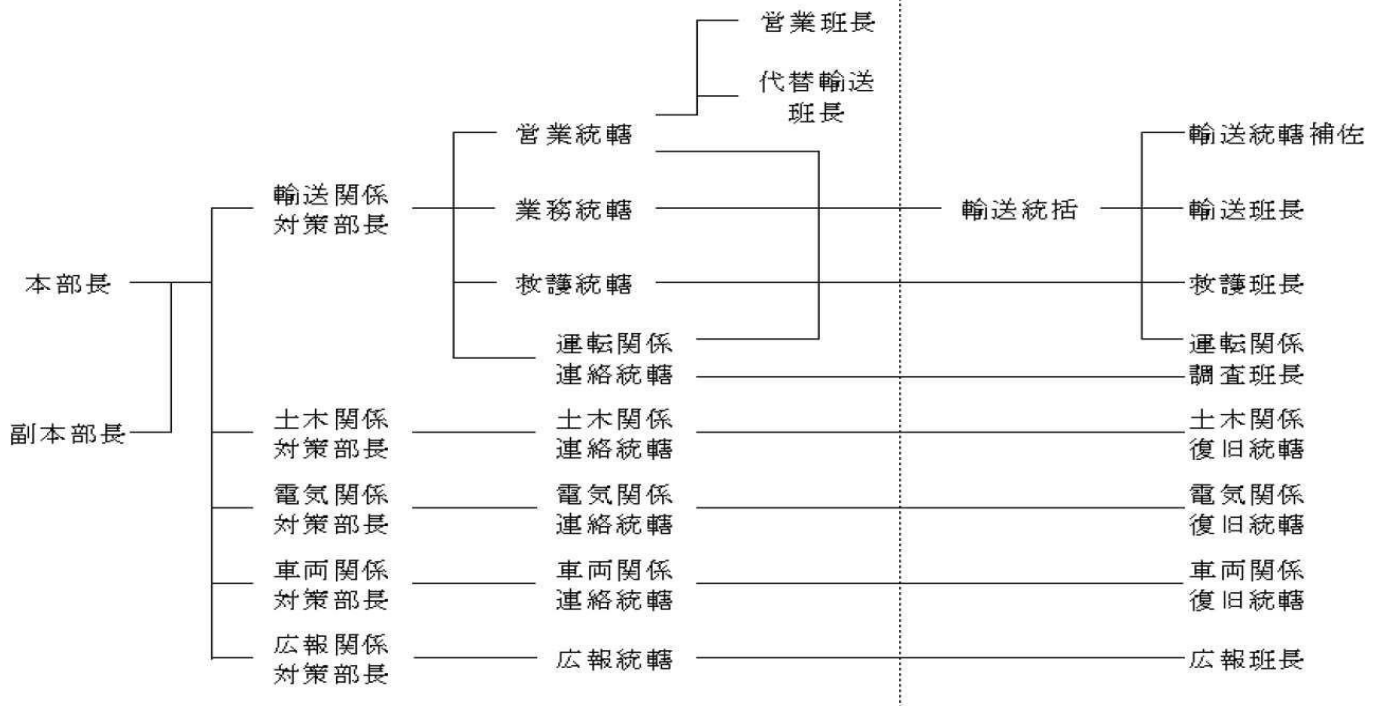 営業班長
代替輸送
班長
営業統轄
輸送統轄補佐
輸送関係
対策部長
業務統轄
輸送統括
輸送班長
本部長
救護統轄
救護班長
運転関係
連絡統轄
運転関係
調査班長
副本部長
土木関係
対策部長
土木関係
連絡統轄
土木関係
復旧統轄
電気関係
対策部長
電気関係
連絡統轄
電気関係
復旧統轄
車両関係
対策部長
車両関係
連絡統轄
車両関係
復旧統轄
広報関係
対策部長
広報統轄
広報班長